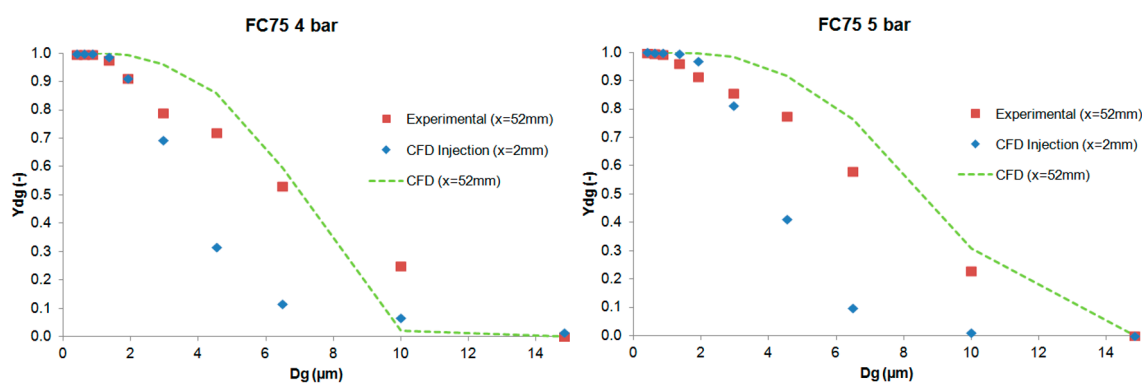 FC75 4 bar
1.0
0.9
0.8
0.7
0.6
0.5
0.4
0.3
0.2
0.1
0.0
Ydg (-)
0 2 4 6 8 10 12 14
Dg (µm)
Experimental (x=52mm)
CFD Injection (x=2mm)
CFD (x=52mm)
FC75 5 bar
1.0
0.9
0.8
0.7
0.6
0.5
0.4
0.3
0.2
0.1
0.0
Ydg (-)
0 2 4 6 8 10 12 14
Dg (µm)
Experimental (x=52mm)
CFD Injection (x=2mm)
CFD (x=52mm)